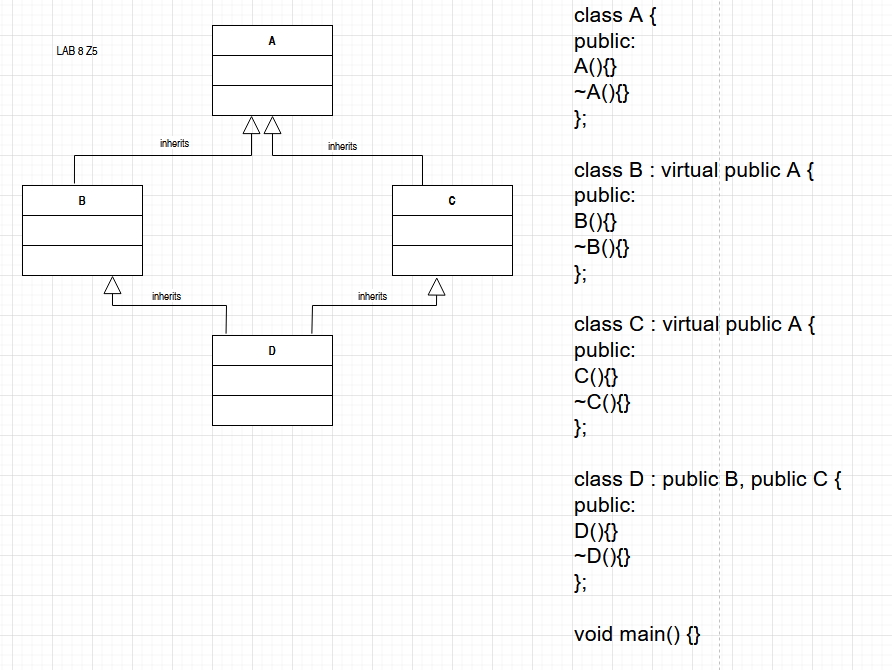 LAB 8 Z5
A
inherits
inherits
B
C
inherits
inherits
D
class A {
public:
A(){}
~A(){}
};
class B : virtual public A {
public:
B(){}
~B(){}
};
class C : virtual public A {
public:
C(){}
~C(){}
};
class D : public B, public C {
public:
D(){}
~D(){}
};
void main() {}